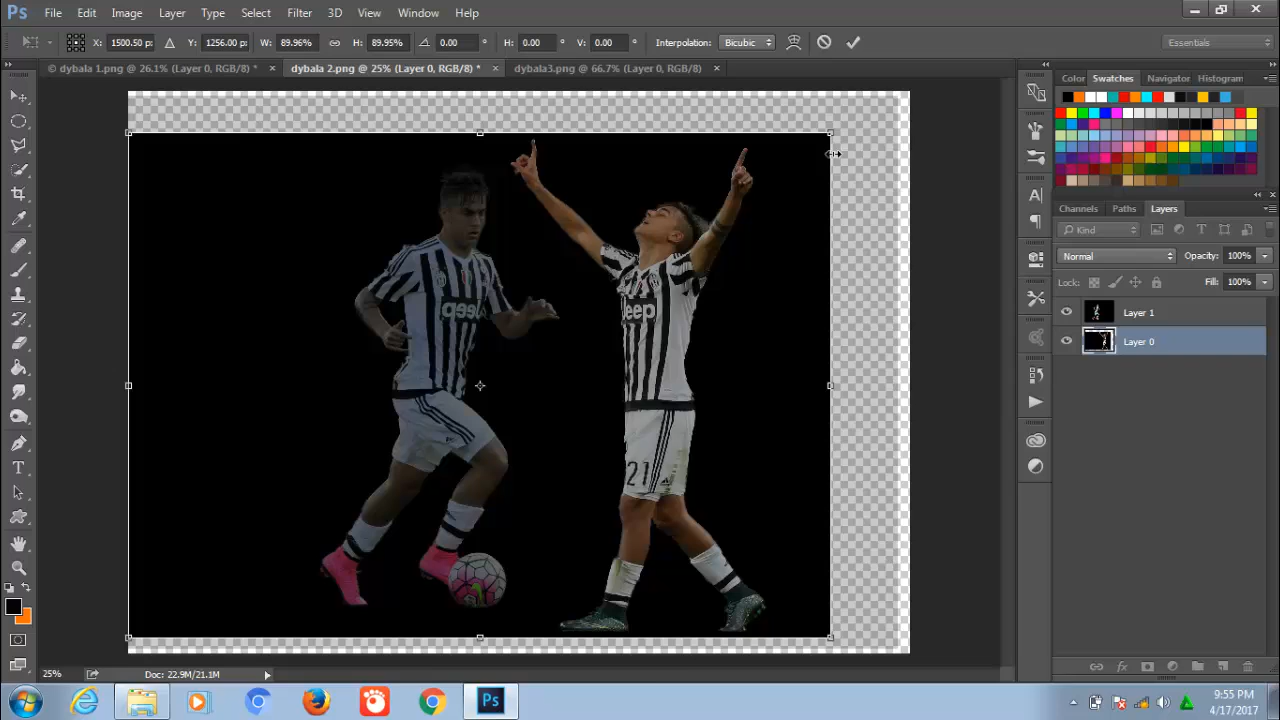 Ps File Edit Image Layer Type Select Filter 3D View Window Help
X: 1500.50 px Y: 1256.00 px W: 89.96% H: 89.95% 0.00 ° H: 0.00 ° V: 0.00 ° Interpolation: Bicubic Essentials
© dybala 1.png @ 26.1% (Layer 0, RGB/8) * × dybala 2.png @ 25% (Layer 0, RGB/8) * × dybala3.png @ 66.7% (Layer 0, RGB/8) ×
Color Swatches Navigator Histogram
Channels Paths Layers
Kind
Normal Opacity: 100%
Lock: Fill: 100%
Layer 1
Layer 0
Jeep
Jeep
21
25% Doc: 22.9M/21.1M
Ps
9:55 PM
4/17/2017